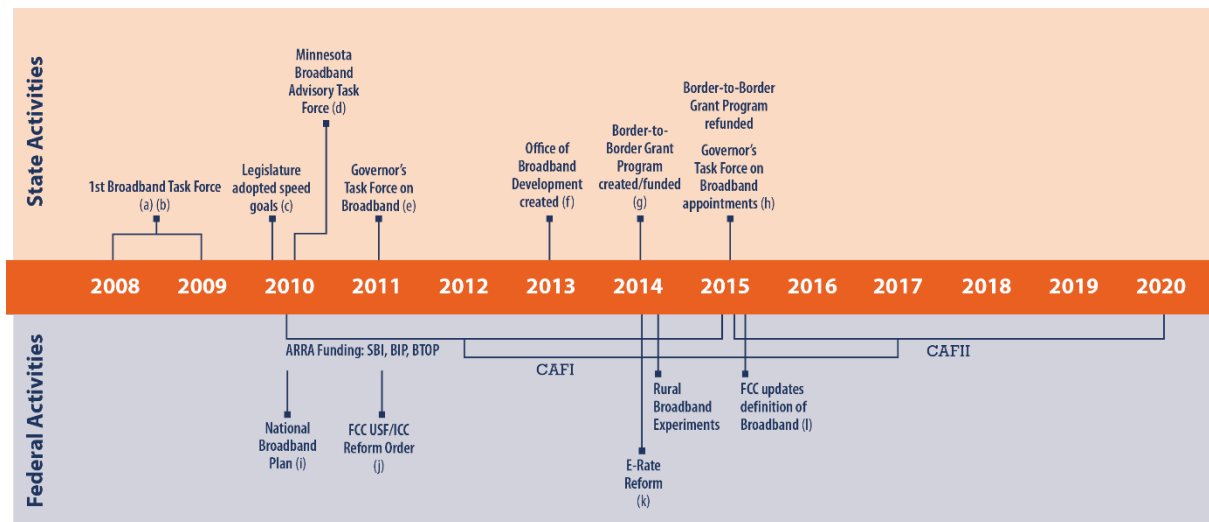 State Activities
Minnesota
Broadband
Advisory Task
Force (d)
1st Broadband Task Force
(a) (b)
Legislature
adopted speed
goals (c)
Governor’s
Task Force on
Broadband (e)
Office of
Broadband
Development
created (f)
Border-to-
Border Grant
Program
created/funded
(g)
Border-to-Border
Grant Program
refunded
Governor’s
Task Force on
Broadband
appointments (h)
2008 2009 2010 2011 2012 2013 2014 2015 2016 2017 2018 2019 2020
Federal Activities
ARRA Funding: SBI, BIP, BTOP
CAFI
CAFII
National
Broadband
Plan (i)
FCC USF/ICC
Reform Order
(j)
E-Rate
Reform
(k)
Rural
Broadband
Experiments
FCC updates
definition of
Broadband (l)